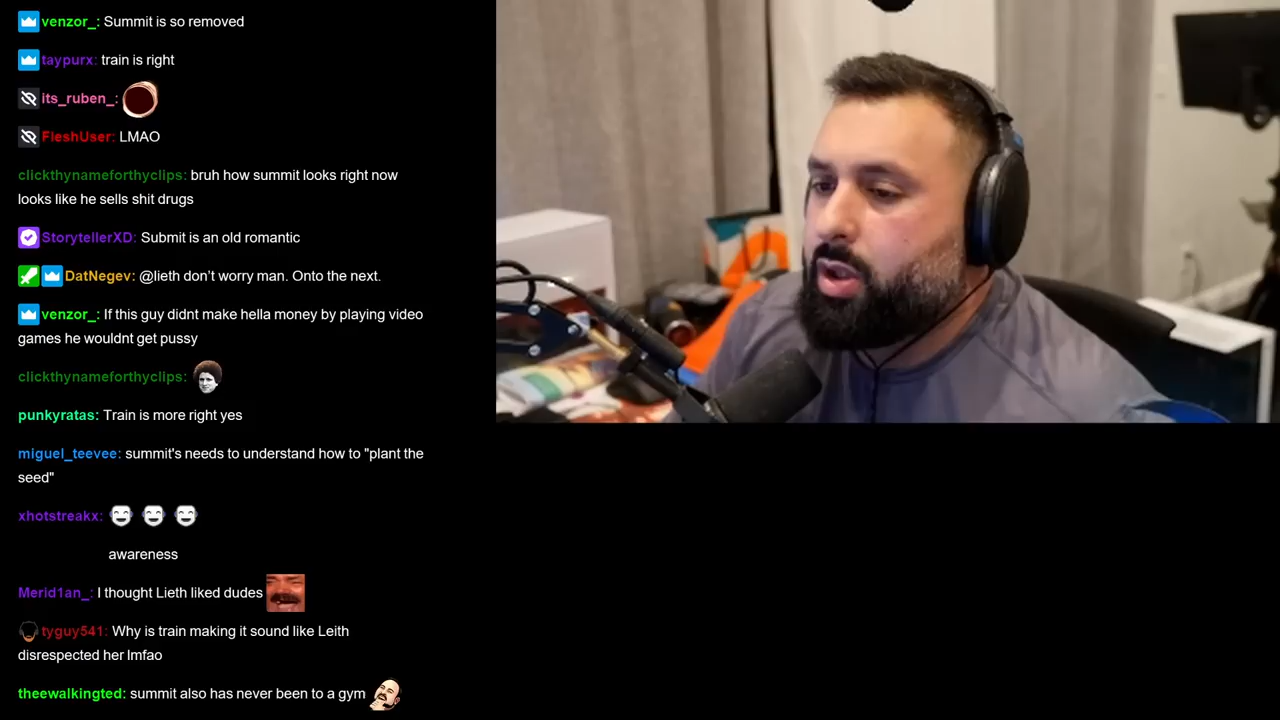 venzor_: Summit is so removed
taypurx: train is right
its_ruben_:
FleshUser: LMAO
clickthynameforthyclips: bruh how summit looks right now
looks like he sells shit drugs
StorytellerXD: Submit is an old romantic
DatNegev: @lieth don’t worry man. Onto the next.
venzor_: If this guy didnt make hella money by playing video
games he wouldnt get pussy
clickthynameforthyclips:
punkyratas: Train is more right yes
miguel_teevee: summit's needs to understand how to "plant the
seed"
xhotstreakx:
awareness
Merid1an_: I thought Lieth liked dudes
tyguy541: Why is train making it sound like Leith
disrespected her lmfao
theewalkingted: summit also has never been to a gym